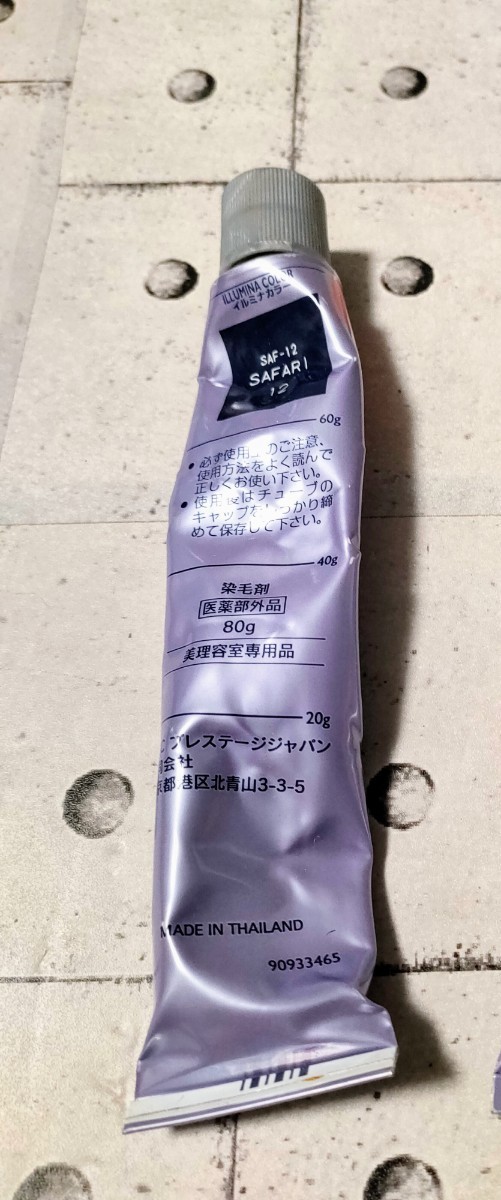 ILLUMINA COLOR
イルミナカラー
SAF-12
SAFARI
12
60g
• 必ず使用 のご注意、
使用方法をよく読んで
正しくお使い下さい。
• 使用後はチューブの
キャップをしっかり締
めて保存して下さい。
40g
染毛剤
医薬部外品
80g
美理容室専用品
20g
プレステージジャパン
会社
京都 港区北青山3-3-5
MADE IN THAILAND
90933465